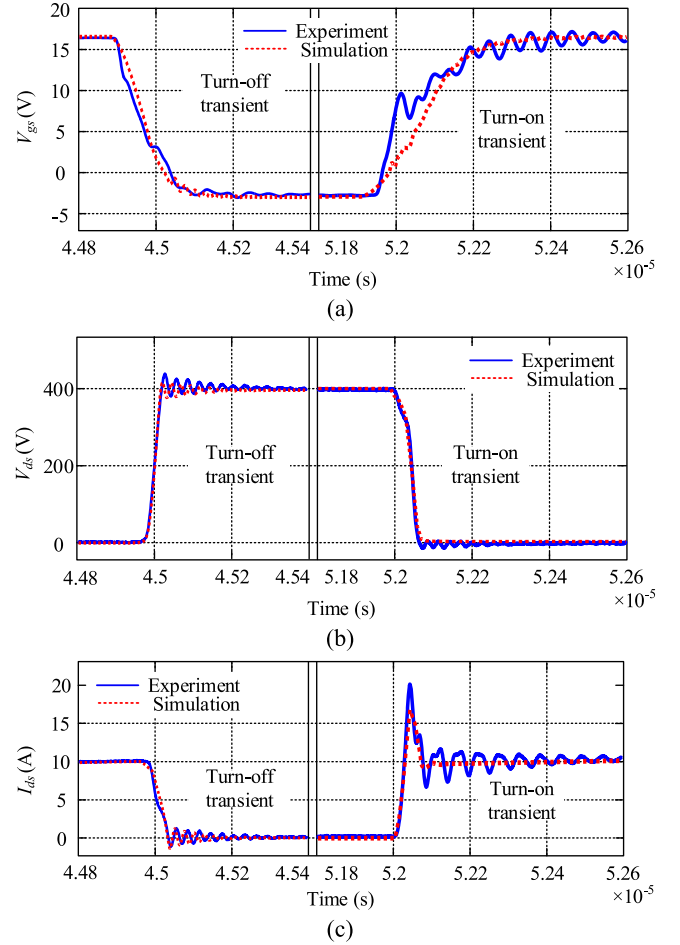 20
15
10
5
0
-5
V_gs (V)
Experiment
Simulation
Turn-off
transient
Turn-on
transient
4.48 4.5 4.52 4.54 5.18 5.2 5.22 5.24 5.26
Time (s)
×10⁻⁵
(a)
400
200
0
V_ds (V)
Experiment
Simulation
Turn-off
transient
Turn-on
transient
4.48 4.5 4.52 4.54 5.18 5.2 5.22 5.24 5.26
Time (s)
×10⁻⁵
(b)
20
15
10
5
0
I_ds (A)
Experiment
Simulation
Turn-off
transient
Turn-on
transient
4.48 4.5 4.52 4.54 5.18 5.2 5.22 5.24 5.26
Time (s)
×10⁻⁵
(c)